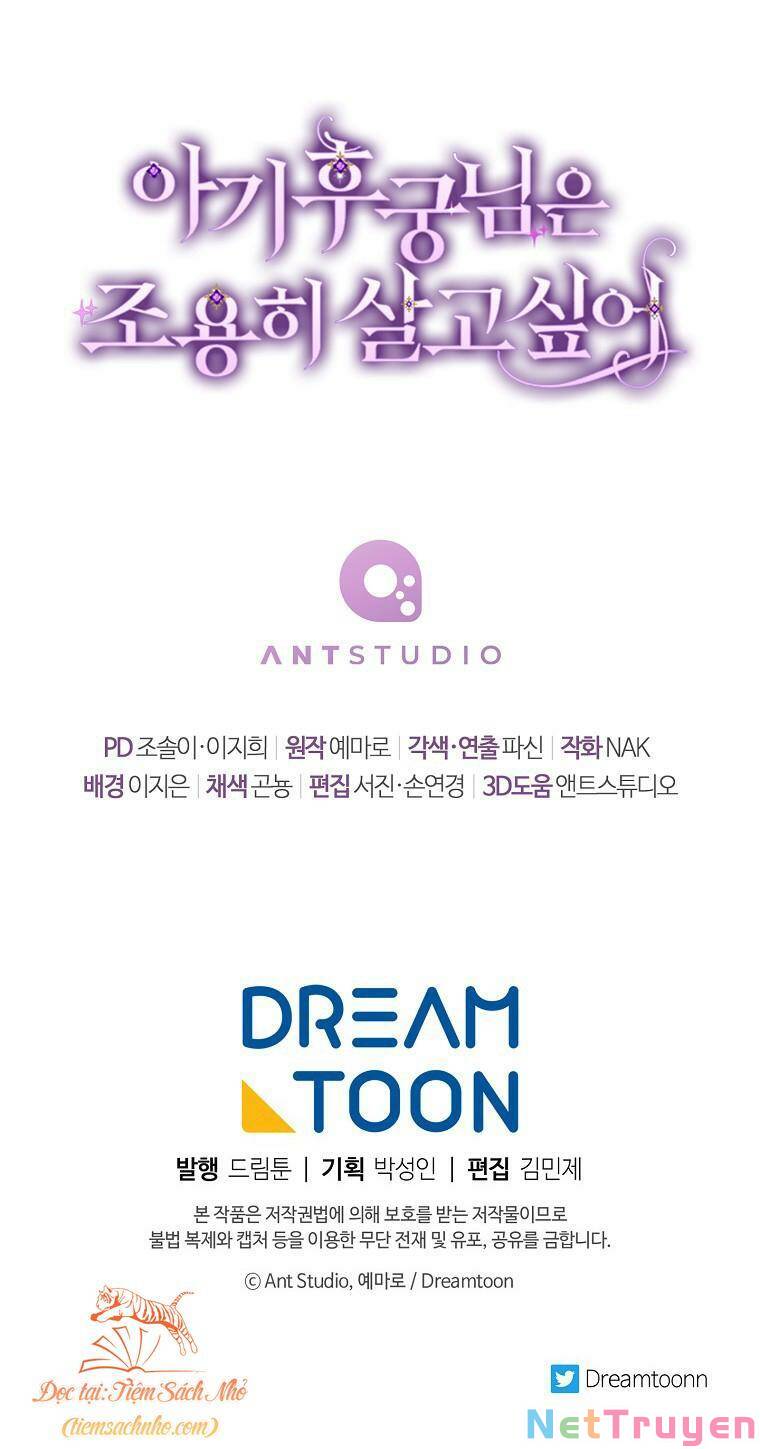 아기후궁님은
조용히 살고싶어
ANTSTUDIO
PD 조솔이·이지희 | 원작 예마로 | 각색·연출 파신 | 작화 NAK
배경 이지은 | 채색 곤뇽 | 편집 서진·손연경 | 3D도움 앤트스튜디오
DREAM
TOON
발행 드림툰 | 기획 박성인 | 편집 김민제
본 작품은 저작권법에 의해 보호를 받는 저작물이므로
불법 복제와 캡처 등을 이용한 무단 전재 및 유포, 공유를 금합니다.
ⓒ Ant Studio, 예마로 / Dreamtoon
Đọc tại: Tiệm Sách Nhỏ
(tiemsachnho.com)
Dreamtoonn
NetTruyen